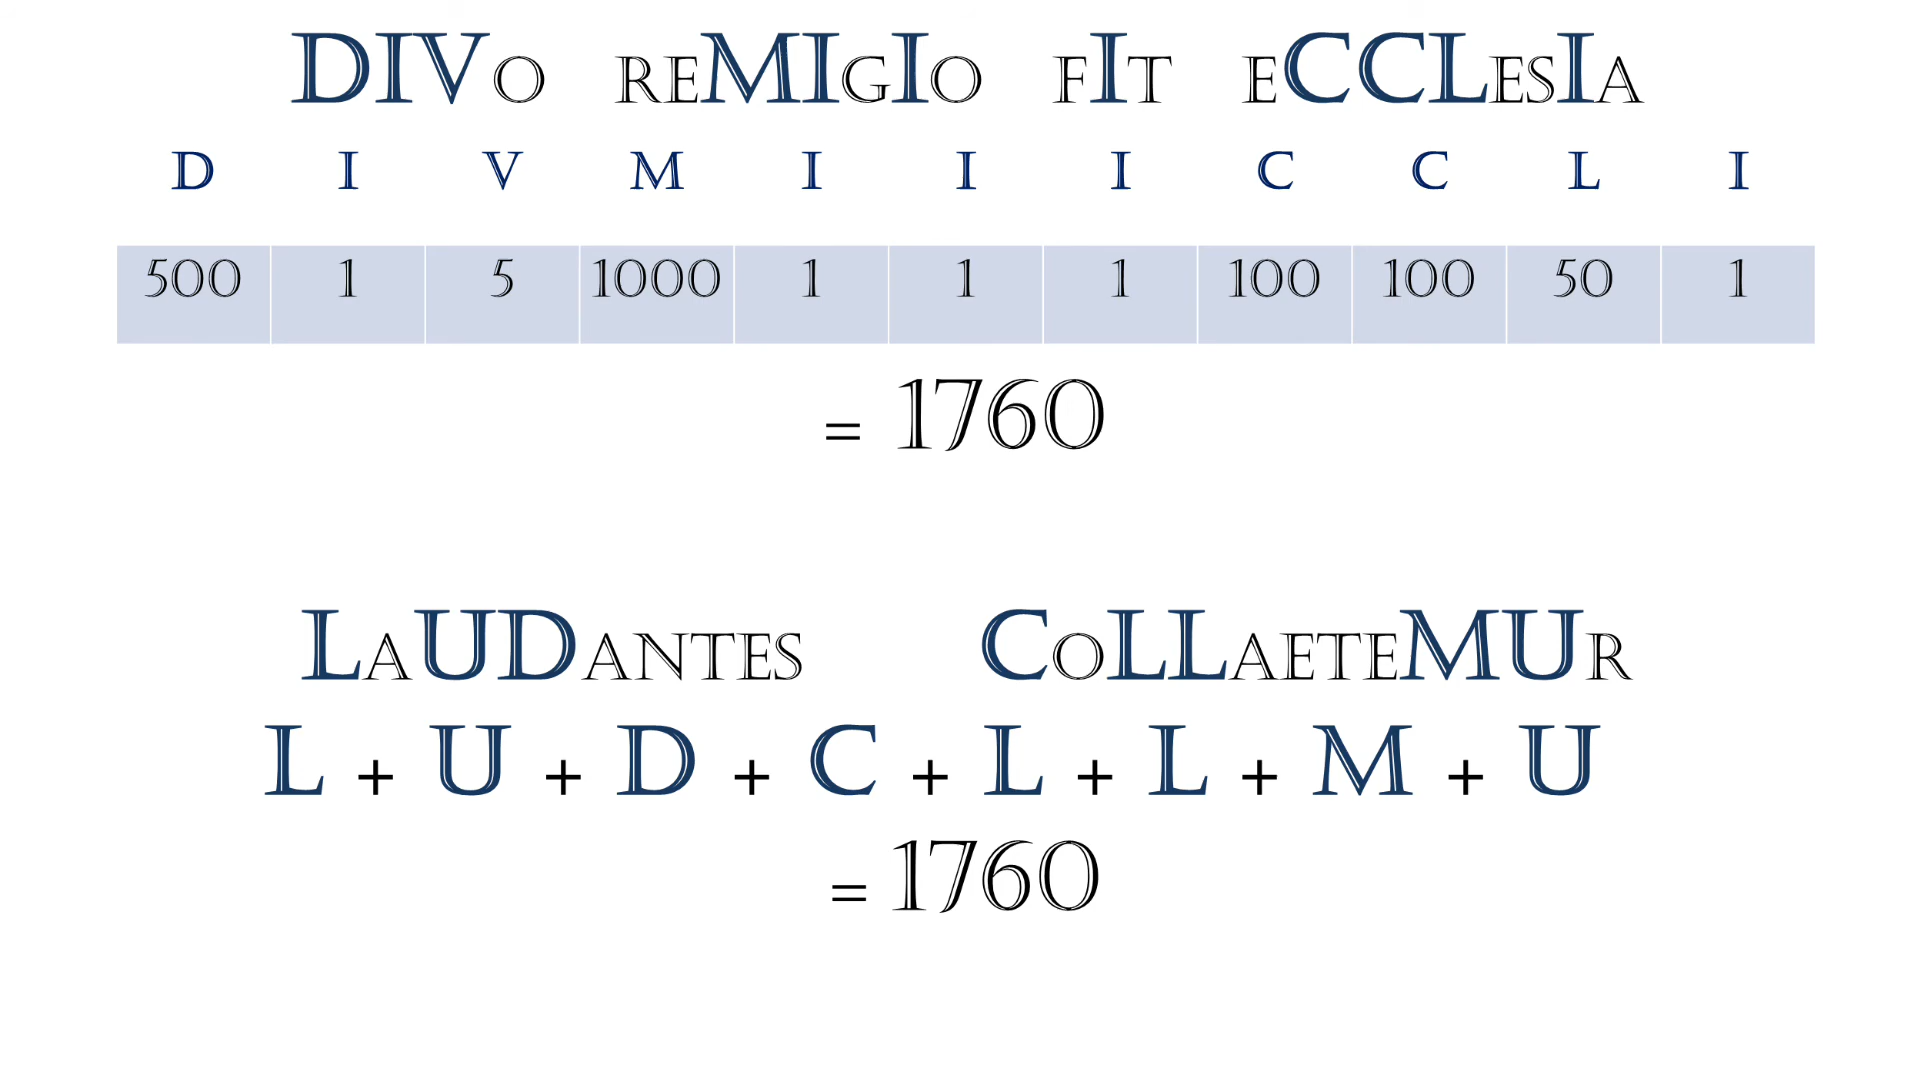 DIVo reMIGIo fIt eCCLesIa
D I V M I I I C C L I
500 1 5 1000 1 1 1 100 100 50 1
= 1760
LaUDantes CoLLaeteMUr
L + U + D + C + L + L + M + U
= 1760